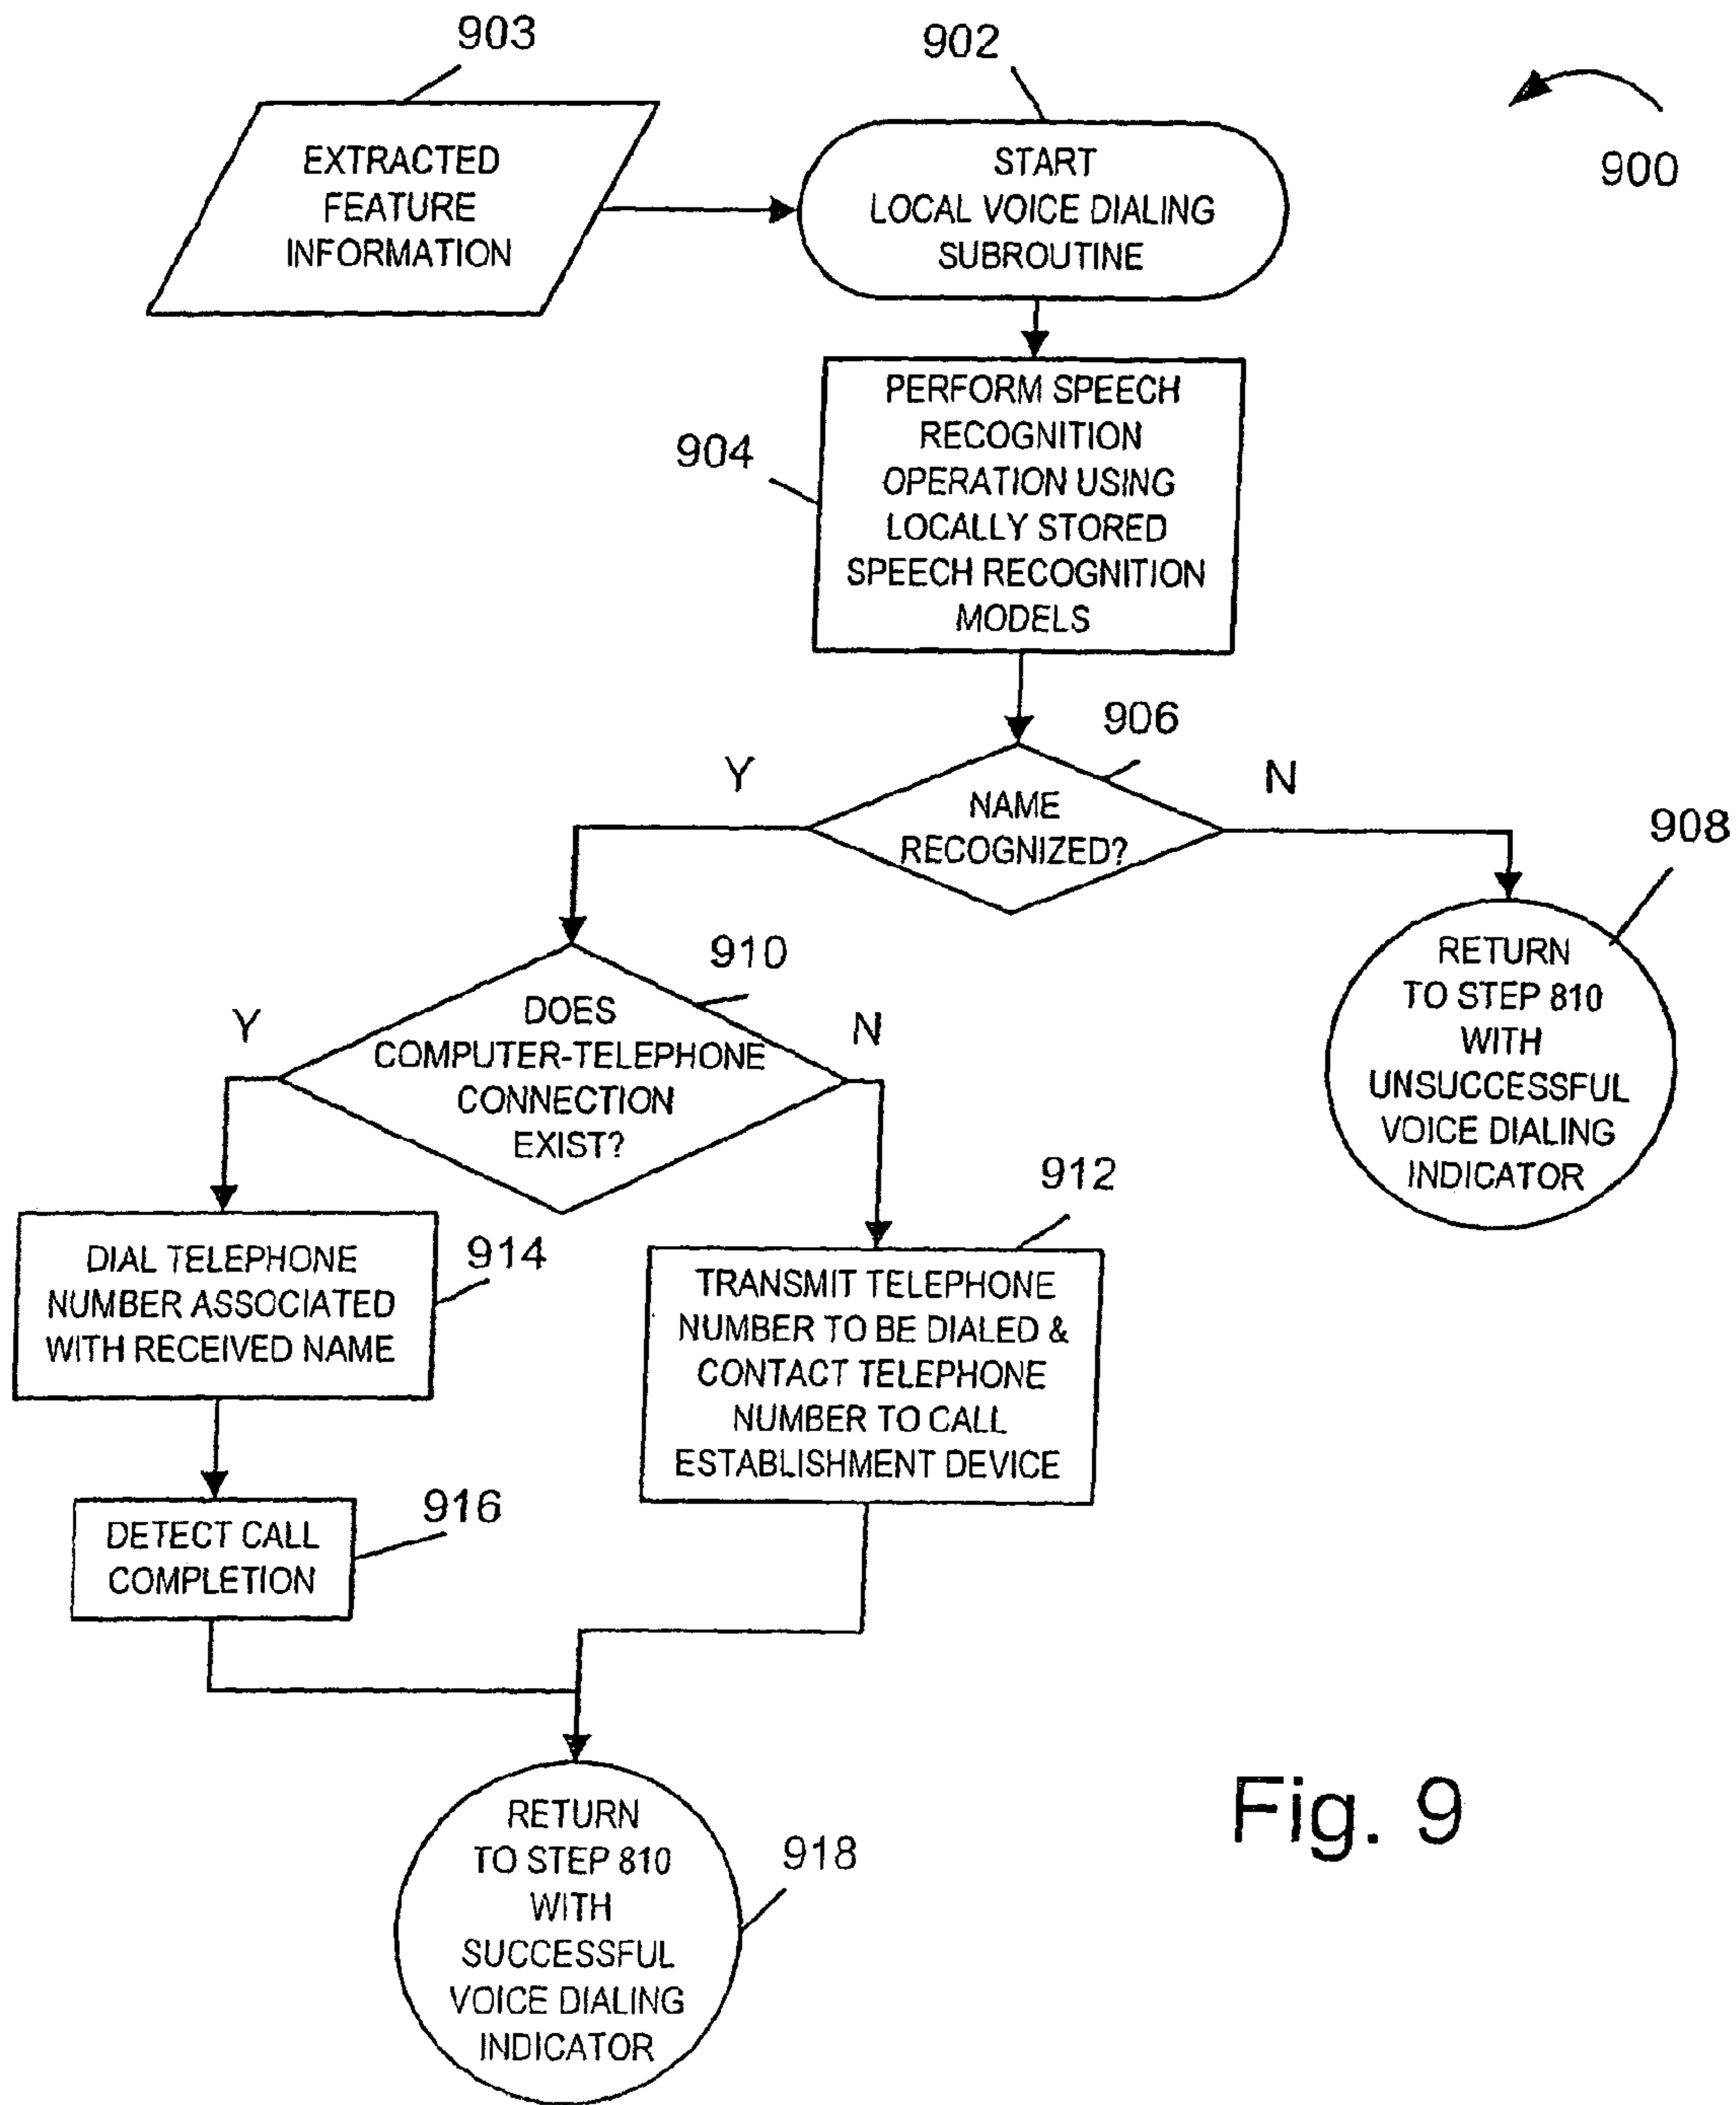 903
902
900
EXTRACTED
FEATURE
INFORMATION
START
LOCAL VOICE DIALING
SUBROUTINE
904
PERFORM SPEECH
RECOGNITION
OPERATION USING
LOCALLY STORED
SPEECH RECOGNITION
MODELS
906
Y
N
NAME
RECOGNIZED?
908
RETURN
TO STEP 810
WITH
UNSUCCESSFUL
VOICE DIALING
INDICATOR
910
Y
N
DOES
COMPUTER-TELEPHONE
CONNECTION
EXIST?
914
DIAL TELEPHONE
NUMBER ASSOCIATED
WITH RECEIVED NAME
912
TRANSMIT TELEPHONE
NUMBER TO BE DIALED &
CONTACT TELEPHONE
NUMBER TO CALL
ESTABLISHMENT DEVICE
916
DETECT CALL
COMPLETION
918
RETURN
TO STEP 810
WITH
SUCCESSFUL
VOICE DIALING
INDICATOR
Fig. 9